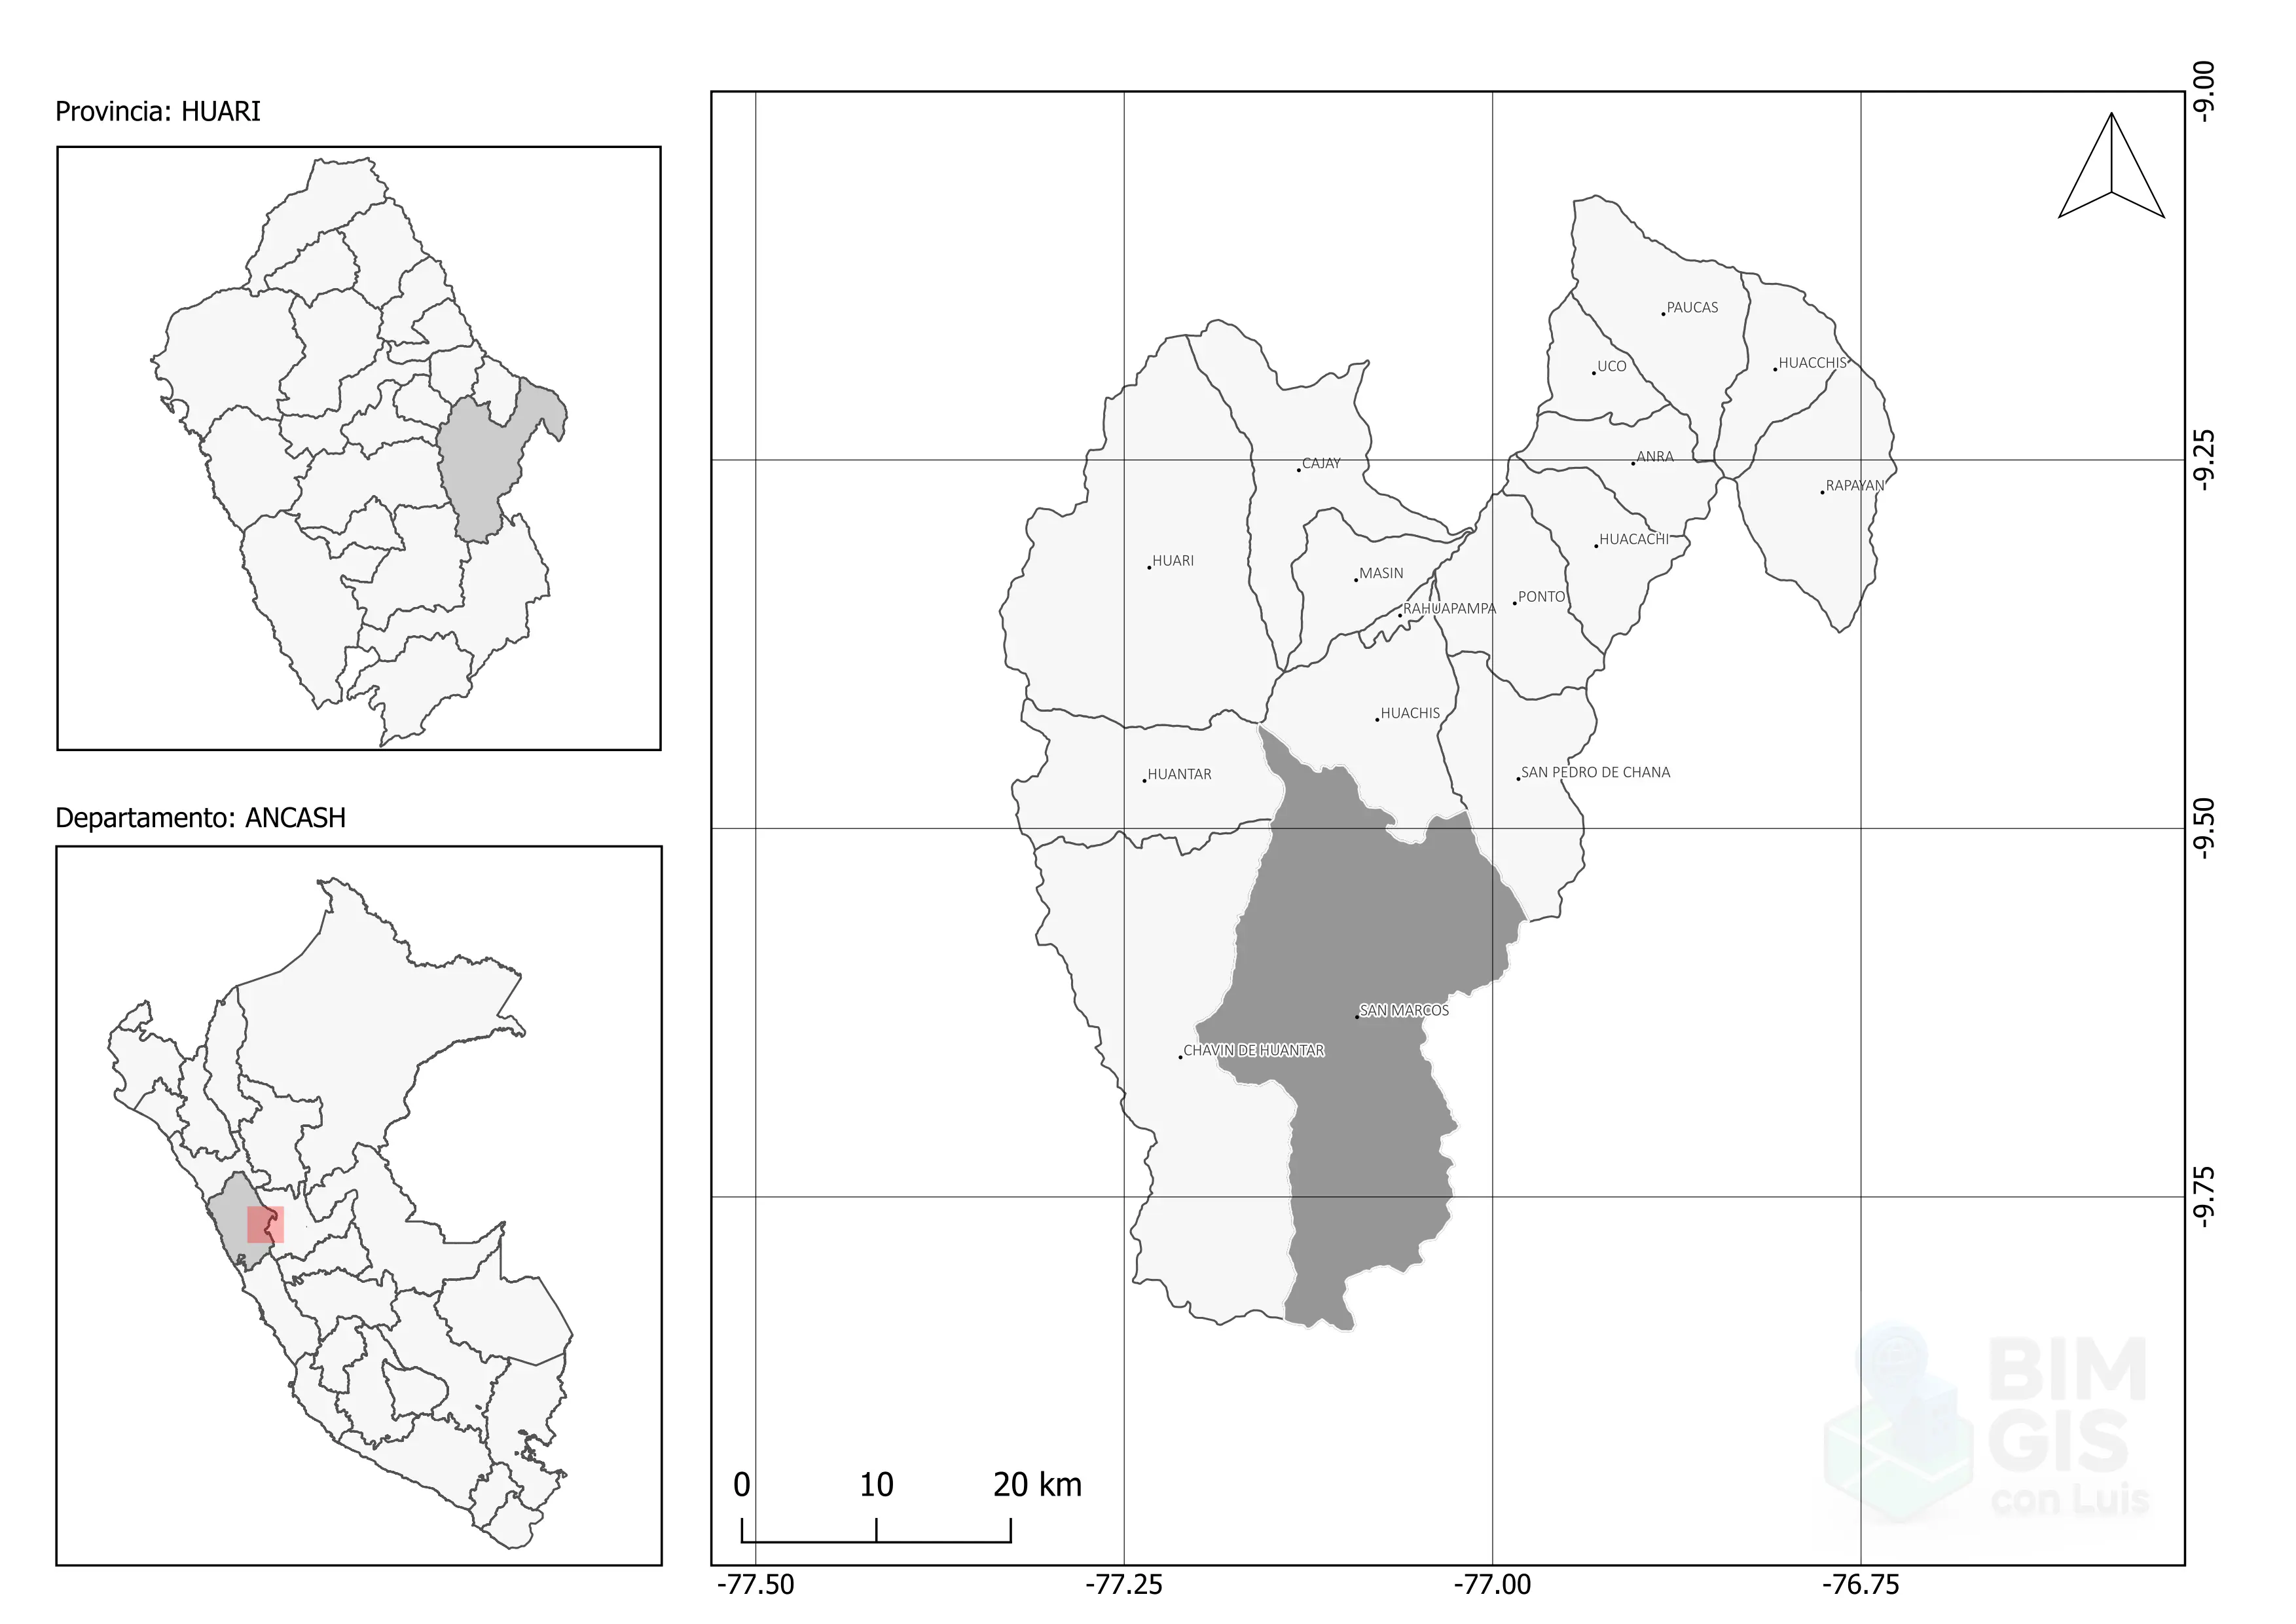 Provincia: HUARI
Departamento: ANCASH
-9.00
-9.25
-9.50
-9.75
PAUCAS
HUACCHIS
UCO
CAJAY
ANRA
RAPAYAN
HUARI
HUACACHI
MASIN
PONTO
RAHUAPAMPA
HUACHIS
HUANTAR
SAN PEDRO DE CHANA
SAN MARCOS
CHAVIN DE HUANTAR
0 10 20 km
-77.50 -77.25 -77.00 -76.75
BIM
GIS
con Luis